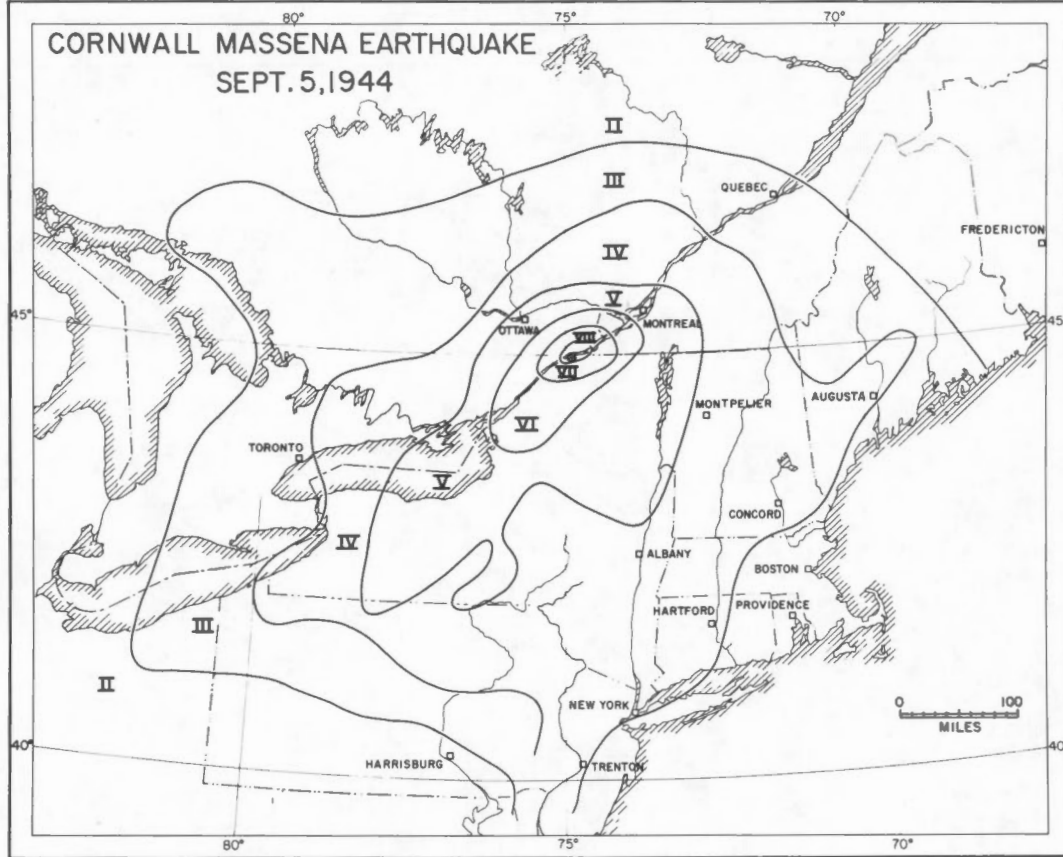 80°
75°
70°
CORNWALL MASSENA EARTHQUAKE
SEPT. 5, 1944
II
III
QUEBEC
FREDERICTON
IV
V
45°
45°
OTTAWA
MONTREAL
VIII
VII
AUGUSTA
MONTPELIER
VI
TORONTO
V
CONCORD
IV
ALBANY
BOSTON
HARTFORD
PROVIDENCE
III
II
NEW YORK
0
100
MILES
40°
40°
HARRISBURG
TRENTON
80°
75°
70°